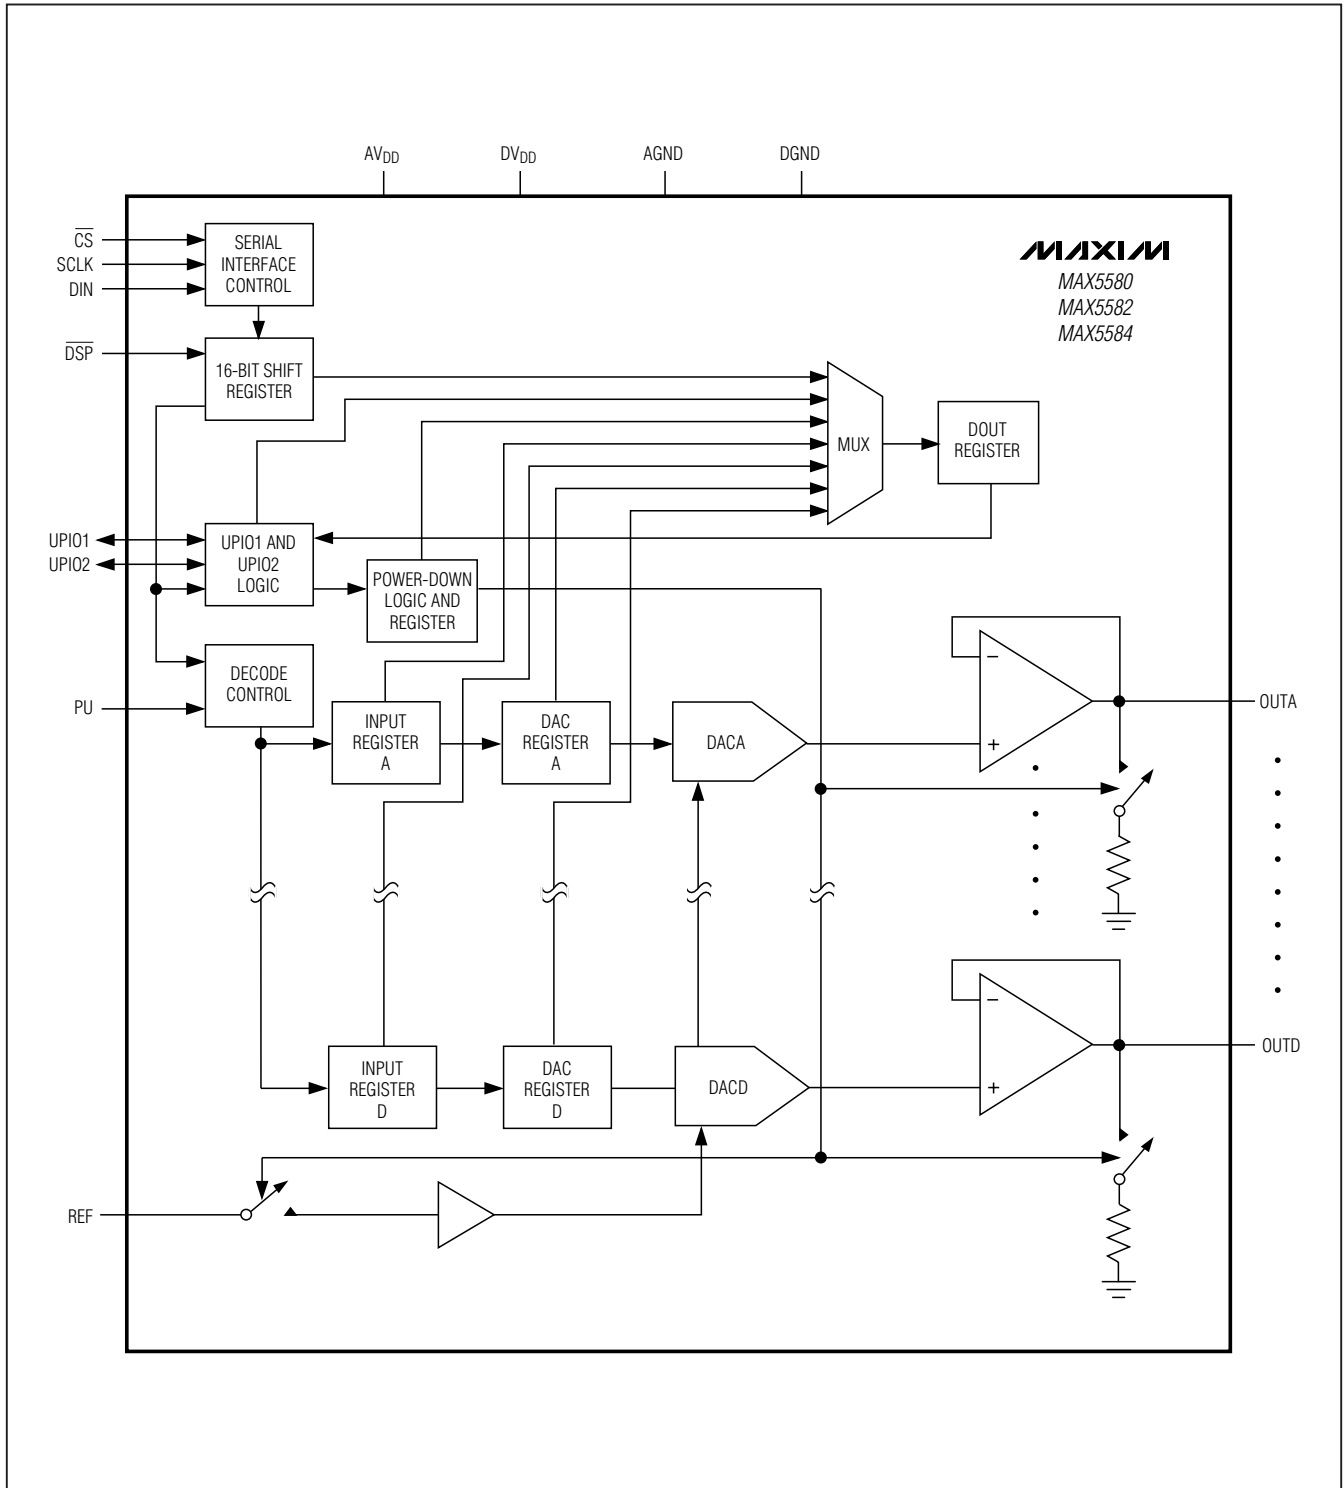 AVDD
DVDD
AGND
DGND
CS
SCLK
DIN
SERIAL
INTERFACE
CONTROL
MAXIM
MAX5580
MAX5582
MAX5584
DSP
16-BIT SHIFT
REGISTER
MUX
DOUT
REGISTER
UPIO1
UPIO2
UPIO1 AND
UPIO2
LOGIC
POWER-DOWN
LOGIC AND
REGISTER
DECODE
CONTROL
PU
INPUT
REGISTER
A
DAC
REGISTER
A
DACA
−
+
OUTA
INPUT
REGISTER
D
DAC
REGISTER
D
DACD
−
+
OUTD
REF